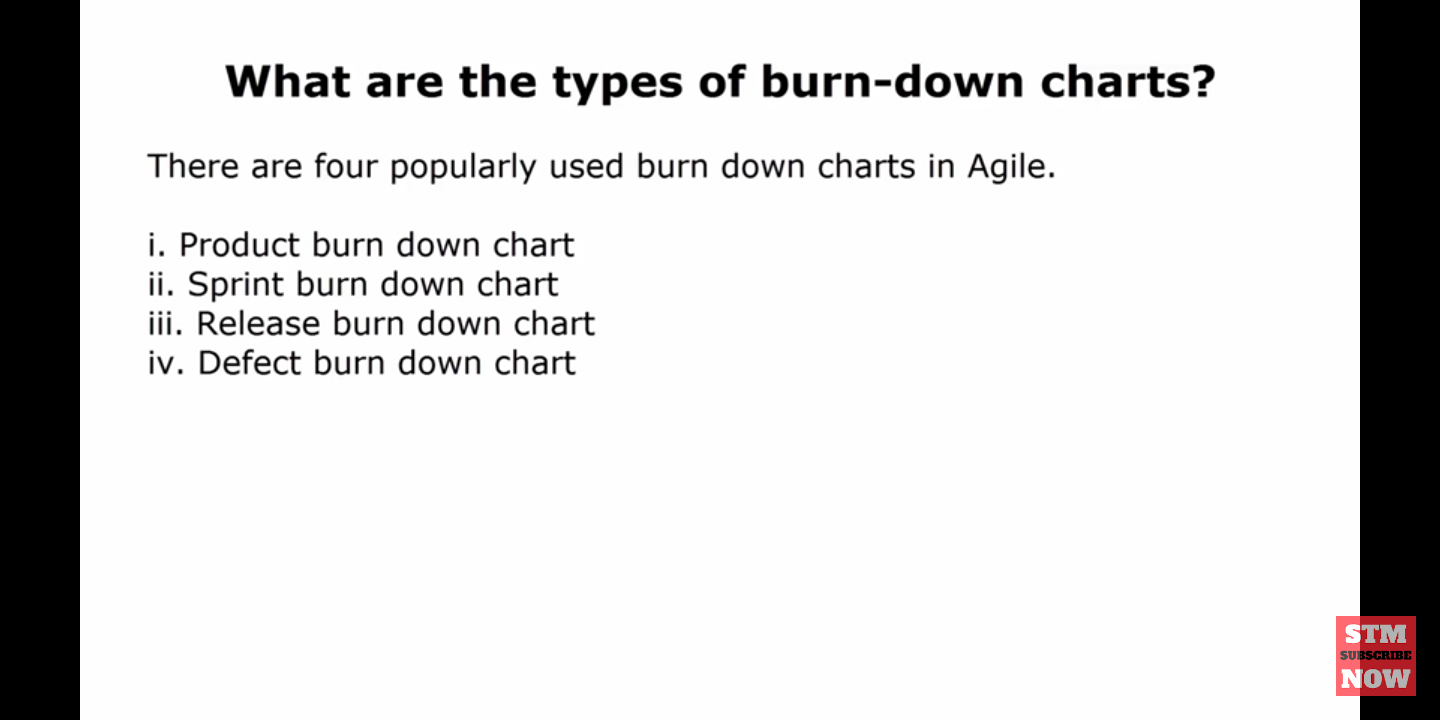 What are the types of burn-down charts?
There are four popularly used burn down charts in Agile.
i. Product burn down chart
ii. Sprint burn down chart
iii. Release burn down chart
iv. Defect burn down chart
STM
SUBSCRIBE
NOW